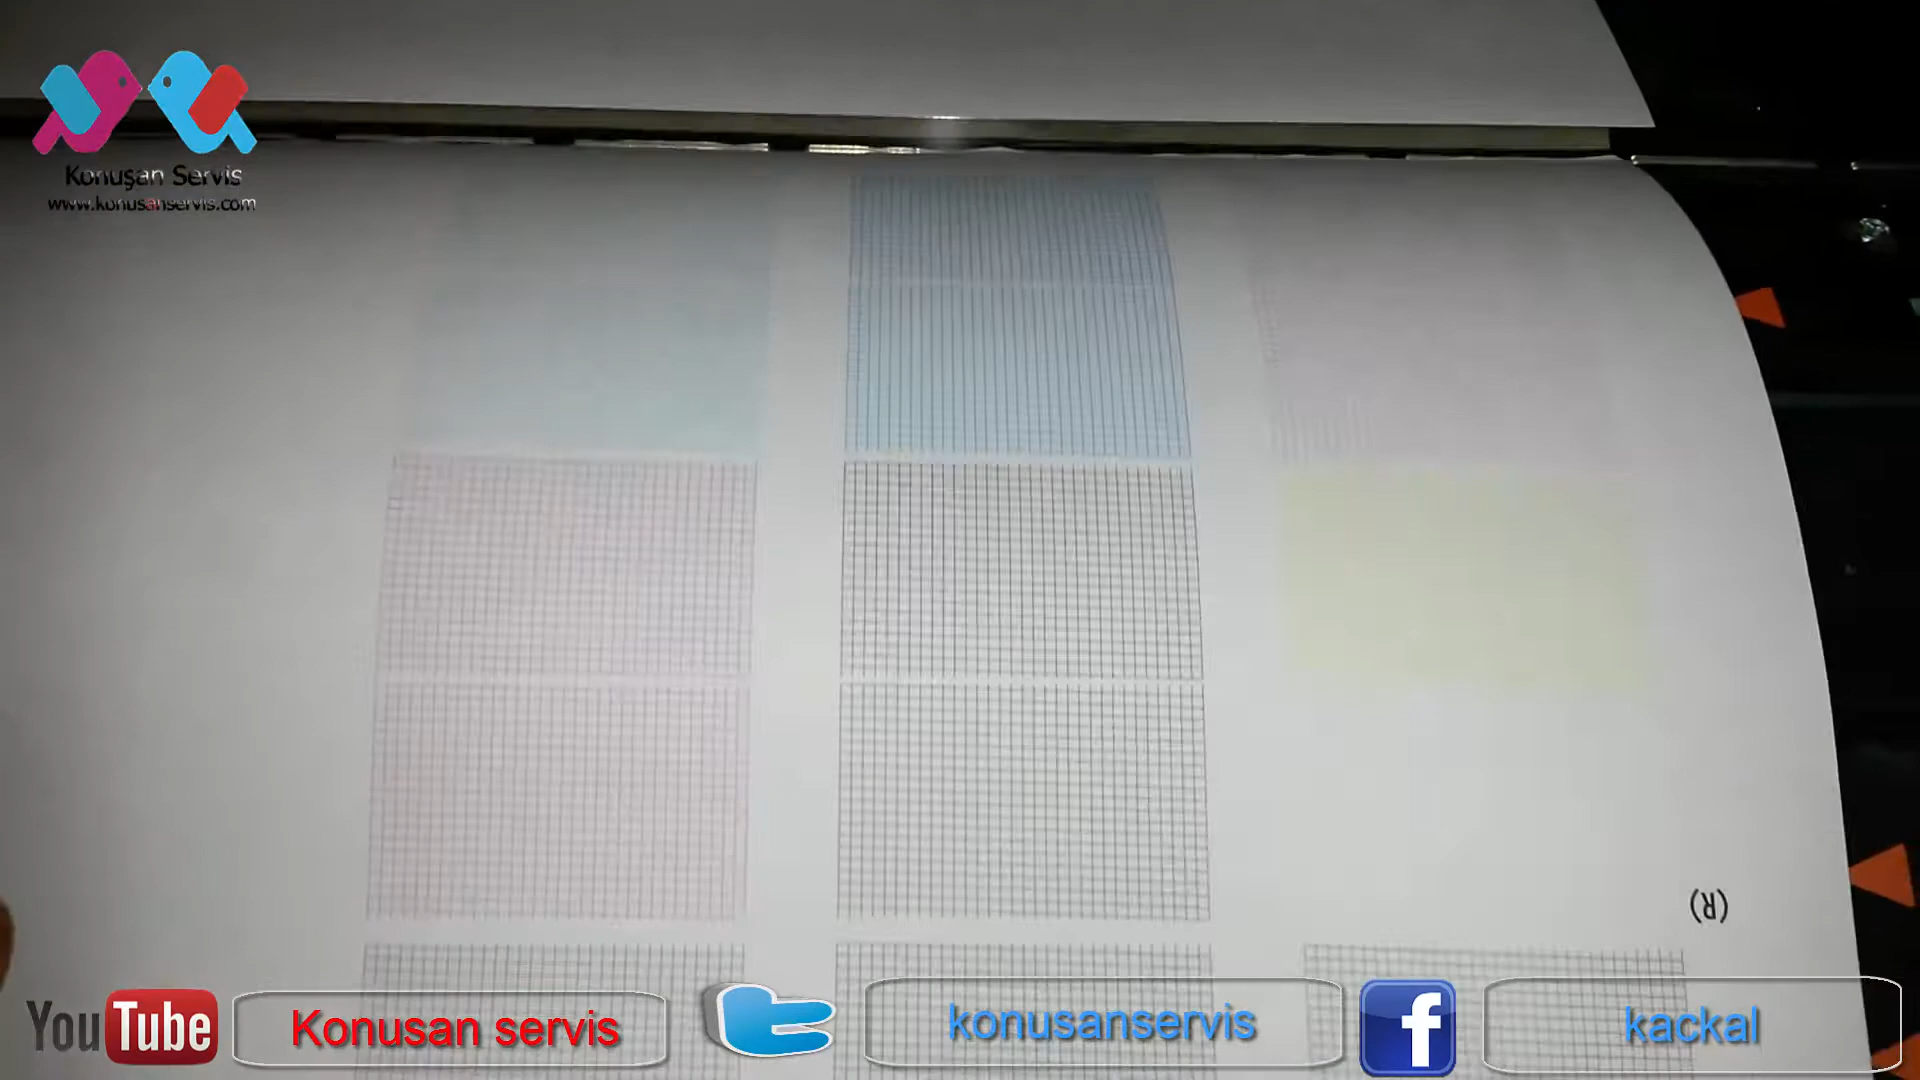 Konuşan Servis
www.konusanservis.com
(R)
YouTube
Konusan servis
konusanservis
f
kackal